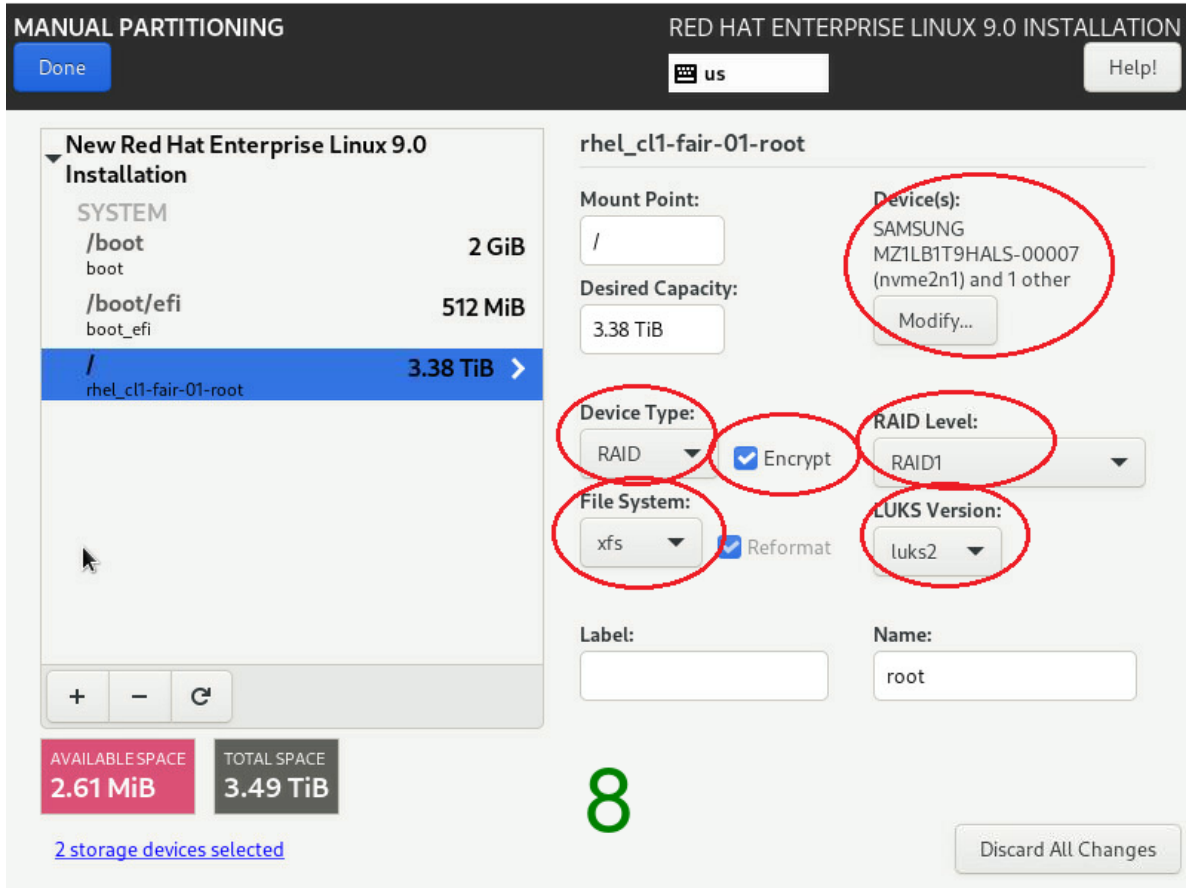 MANUAL PARTITIONING
RED HAT ENTERPRISE LINUX 9.0 INSTALLATION
Done
us
Help!
New Red Hat Enterprise Linux 9.0
Installation
SYSTEM
/boot
2 GiB
boot
/boot/efi
512 MiB
boot_efi
/
3.38 TiB
rhel_cl1-fair-01-root
rhel_cl1-fair-01-root
Mount Point:
/
Desired Capacity:
3.38 TiB
Device(s):
SAMSUNG
MZ1LB1T9HALS-00007
(nvme2n1) and 1 other
Modify...
Device Type:
RAID
Encrypt
RAID Level:
RAID1
File System:
xfs
Reformat
LUKS Version:
luks2
Label:
Name:
root
+ −
AVAILABLE SPACE
2.61 MiB
TOTAL SPACE
3.49 TiB
8
2 storage devices selected
Discard All Changes